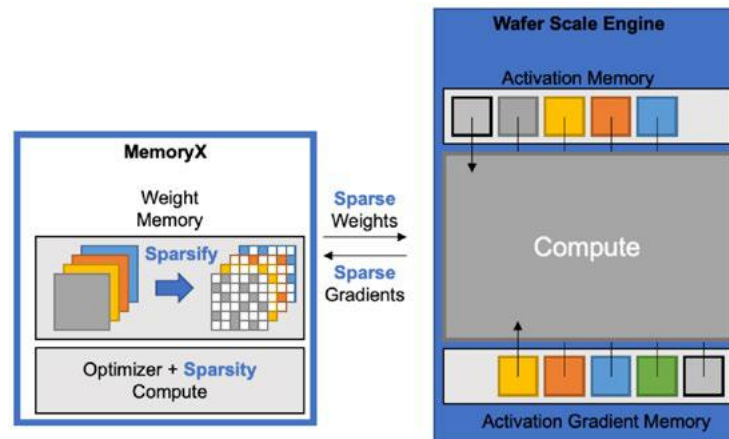 MemoryX
Weight
Memory
Sparsify
Optimizer + Sparsity
Compute
Sparse
Weights
Sparse
Gradients
Wafer Scale Engine
Activation Memory
Compute
Activation Gradient Memory